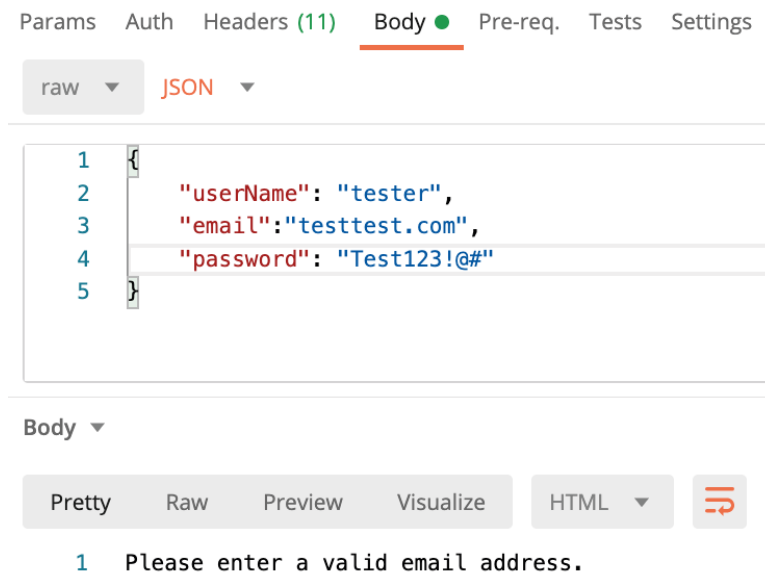 Params Auth Headers (11) Body Pre-req. Tests Settings
raw JSON
1 {
2 "userName": "tester",
3 "email":"testtest.com",
4 "password": "Test123!@#"
5 }
Body
Pretty Raw Preview Visualize HTML
1 Please enter a valid email address.